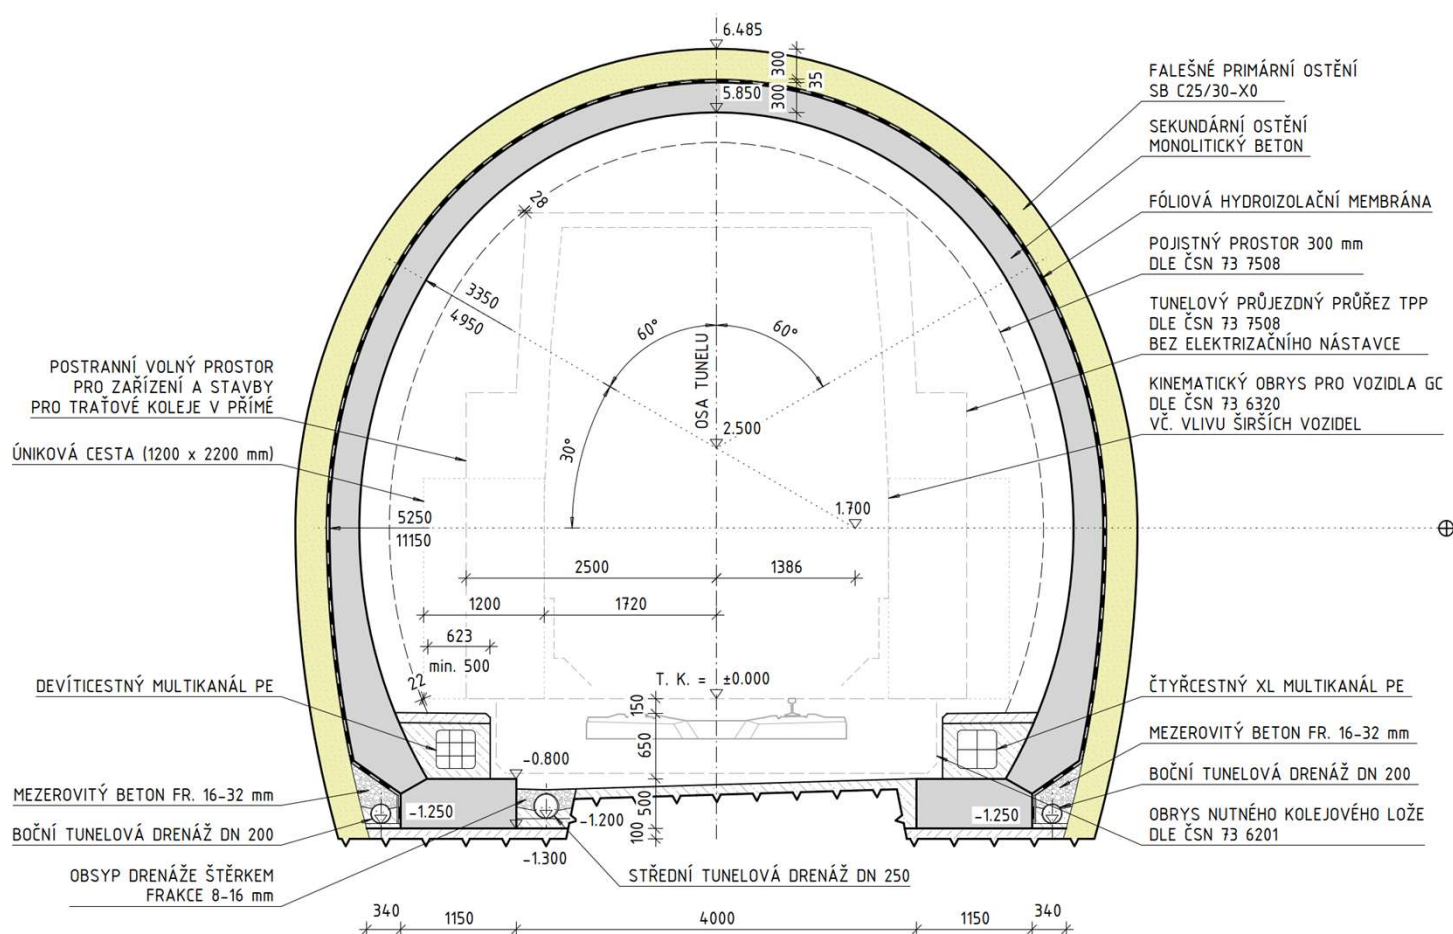 6.485
300
35
5.850
300
FALEŠNÉ PRIMÁRNÍ OSTĚNÍ
SB C25/30-X0
SEKUNDÁRNÍ OSTĚNÍ
MONOLITICKÝ BETON
FÓLIOVÁ HYDROIZOLAČNÍ MEMBRÁNA
28
POJISTNÝ PROSTOR 300 mm
DLE ČSN 73 7508
3350
4950
60°
60°
TUNELOVÝ PRŮJEZDNÝ PRŮŘEZ TPP
DLE ČSN 73 7508
BEZ ELEKTRIZAČNÍHO NÁSTAVCE
OSA TUNELU
POSTRANNÍ VOLNÝ PROSTOR
PRO ZAŘÍZENÍ A STAVBY
PRO TRAŤOVÉ KOLEJE V PŘÍMÉ
KINEMATICKÝ OBRYS PRO VOZIDLA GC
DLE ČSN 73 6320
VČ. VLIVU ŠIRŠÍCH VOZIDEL
2.500
30°
ÚNIKOVÁ CESTA (1200 x 2200 mm)
1.700
5250
11150
2500
1386
1200
1720
623
min. 500
22
T. K. = ±0.000
DEVÍTICESTNÝ MULTIKANÁL PE
ČTYŘCESTNÝ XL MULTIKANÁL PE
150
650
500
100
-0.800
MEZEROVITÝ BETON FR. 16-32 mm
MEZEROVITÝ BETON FR. 16-32 mm
BOČNÍ TUNELOVÁ DRENÁŽ DN 200
-1.250
-1.200
-1.250
BOČNÍ TUNELOVÁ DRENÁŽ DN 200
OBRYS NUTNÉHO KOLEJOVÉHO LOŽE
DLE ČSN 73 6201
-1.300
OBSYP DRENÁŽE ŠTĚRKEM
FRAKCE 8-16 mm
STŘEDNÍ TUNELOVÁ DRENÁŽ DN 250
340
1150
4000
1150
340